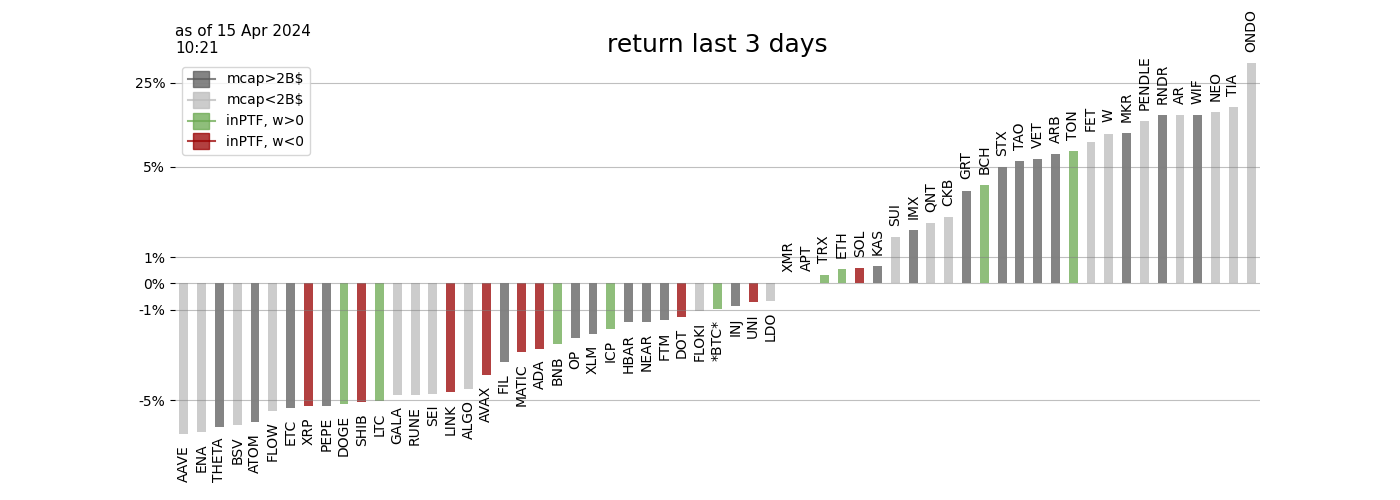 as of 15 Apr 2024
10:21
return last 3 days
mcap>2B$
mcap<2B$
inPTF, w>0
inPTF, w<0
25%
5%
1%
0%
-1%
-5%
AAVE
ENA
THETA
BSV
ATOM
FLOW
ETC
XRP
PEPE
DOGE
SHIB
LTC
GALA
RUNE
SEI
LINK
ALGO
AVAX
FIL
MATIC
ADA
BNB
OP
XLM
ICP
HBAR
NEAR
FTM
DOT
FLOKI
*BTC*
INJ
UNI
LDO
XMR
APT
TRX
ETH
SOL
KAS
SUI
IMX
QNT
CKB
GRT
BCH
STX
TAO
VET
ARB
TON
FET
W
MKR
PENDLE
RNDR
AR
WIF
NEO
TIA
ONDO